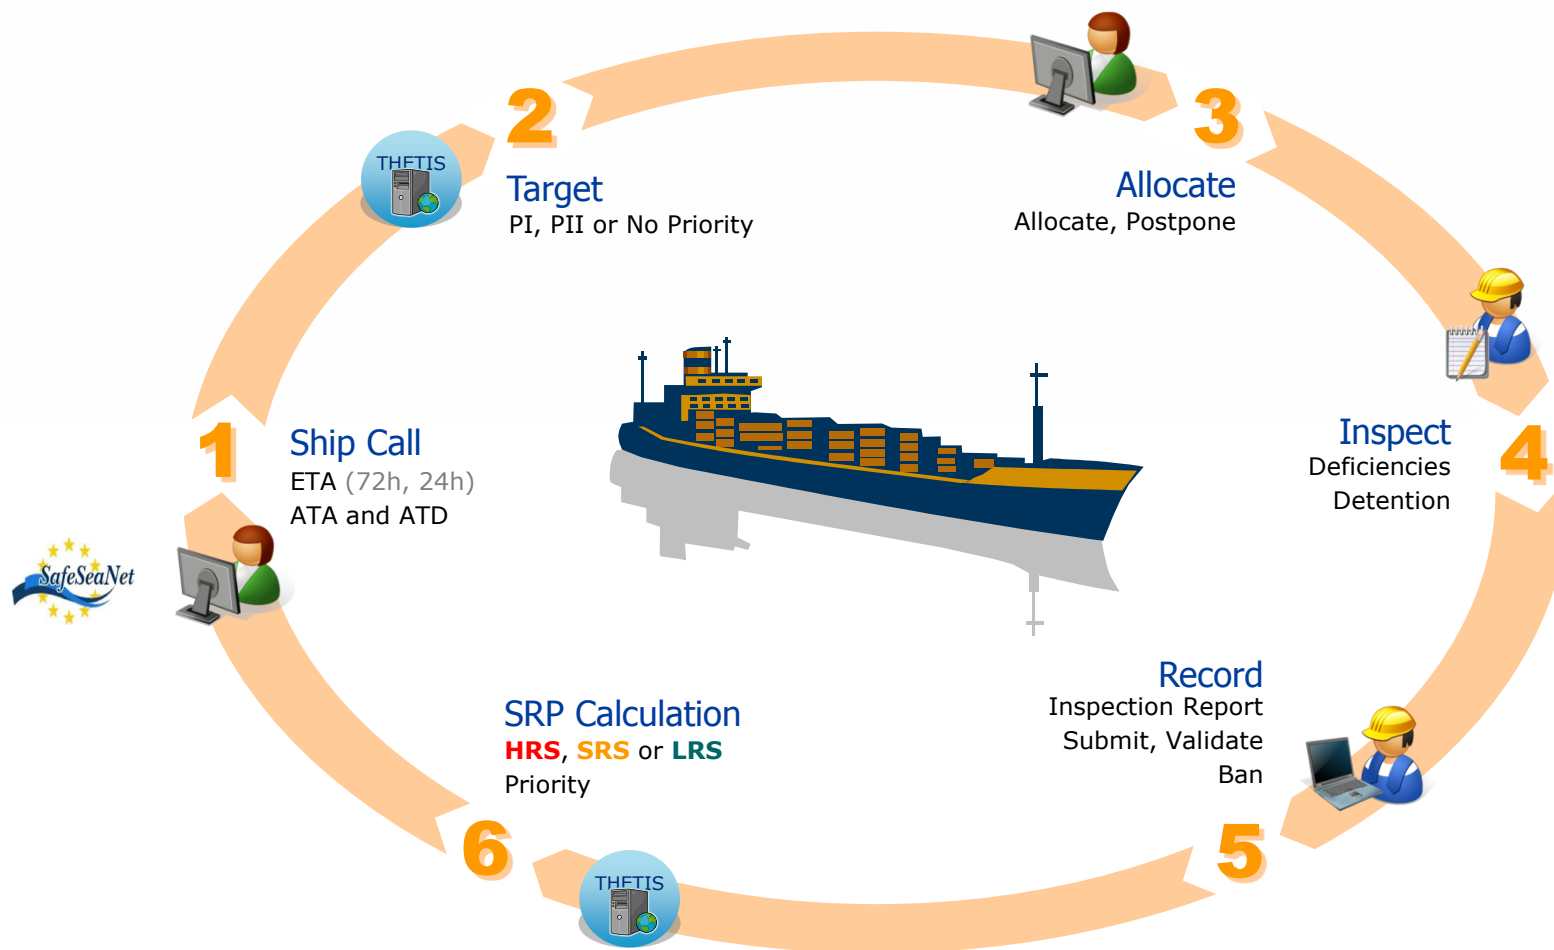 1
Ship Call
ETA (72h, 24h)
ATA and ATD
SafeSeaNet
2
THETIS
Target
PI, PII or No Priority
3
Allocate
Allocate, Postpone
4
Inspect
Deficiencies
Detention
5
Record
Inspection Report
Submit, Validate
Ban
6
SRP Calculation
HRS, SRS or LRS
Priority
THETIS